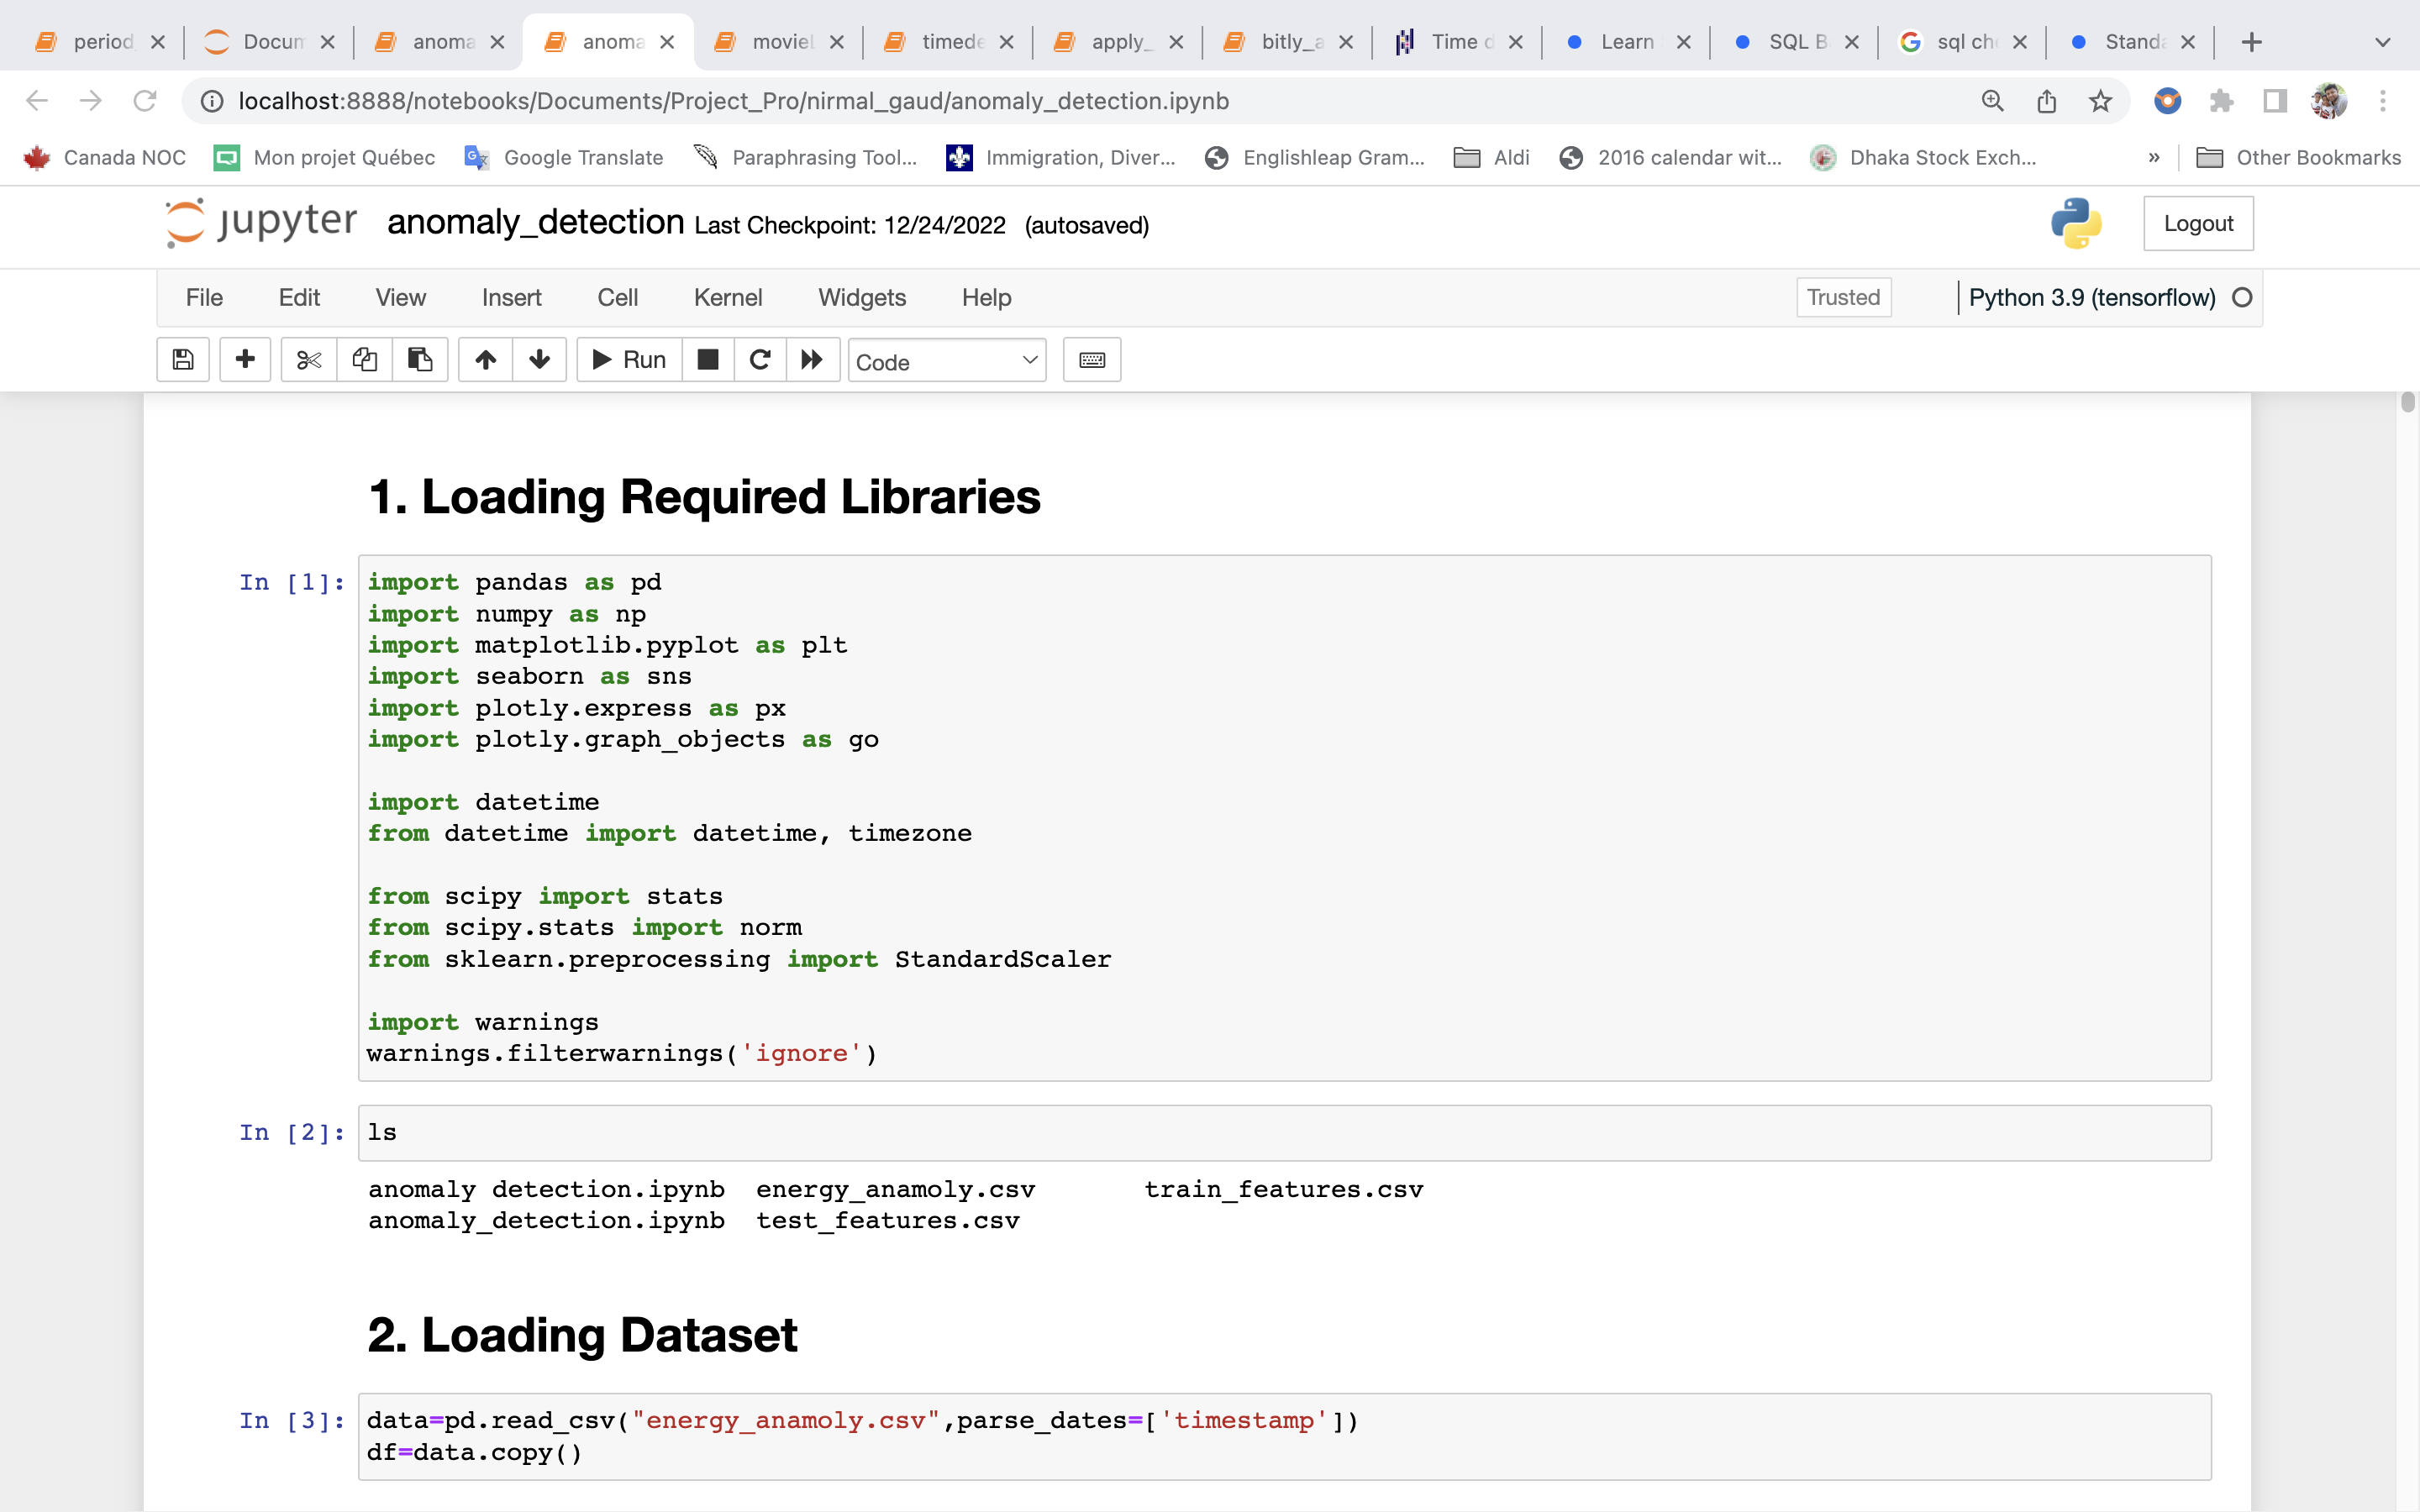 period Docum anoma anoma moviel timede apply_ bitly_a Time d Learn SQL B sql ch Standa
localhost:8888/notebooks/Documents/Project_Pro/nirmal_gaud/anomaly_detection.ipynb
Canada NOC Mon projet Québec Google Translate Paraphrasing Tool... Immigration, Diver... Englishleap Gram... Aldi 2016 calendar wit... Dhaka Stock Exch... » Other Bookmarks
jupyter anomaly_detection Last Checkpoint: 12/24/2022 (autosaved) Logout
File Edit View Insert Cell Kernel Widgets Help Trusted Python 3.9 (tensorflow)
Run Code
1. Loading Required Libraries
In [1]: import pandas as pd
import numpy as np
import matplotlib.pyplot as plt
import seaborn as sns
import plotly.express as px
import plotly.graph_objects as go
import datetime
from datetime import datetime, timezone
from scipy import stats
from scipy.stats import norm
from sklearn.preprocessing import StandardScaler
import warnings
warnings.filterwarnings('ignore')
In [2]: ls
anomaly detection.ipynb energy_anamoly.csv train_features.csv
anomaly_detection.ipynb test_features.csv
2. Loading Dataset
In [3]: data=pd.read_csv("energy_anamoly.csv",parse_dates=['timestamp'])
df=data.copy()